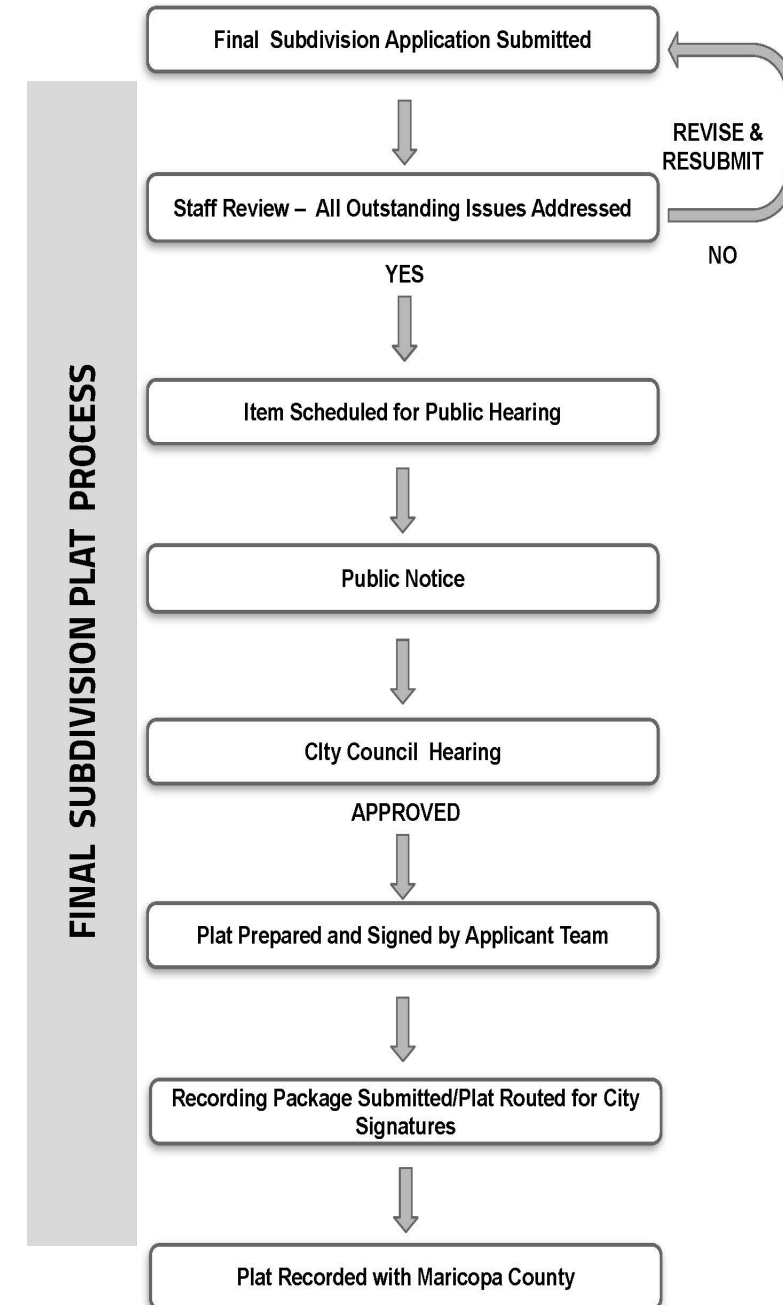 Final Subdivision Application Submitted
REVISE &
RESUBMIT
Staff Review – All Outstanding Issues Addressed
NO
YES
Item Scheduled for Public Hearing
Public Notice
CIty Council Hearing
APPROVED
Plat Prepared and Signed by Applicant Team
Recording Package Submitted/Plat Routed for City
Signatures
Plat Recorded with Maricopa County
FINAL SUBDIVISION PLAT PROCESS